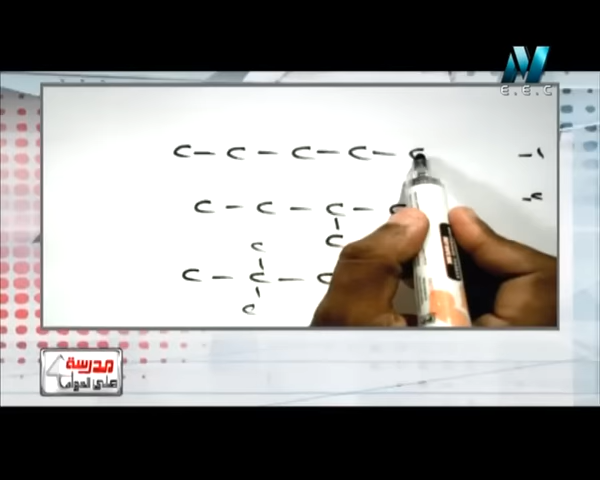 E.E.C
C – C – C – C – C
-١
C – C – C – C
-٢
C
C
C – C – C
C
مدرسة
على الهواء